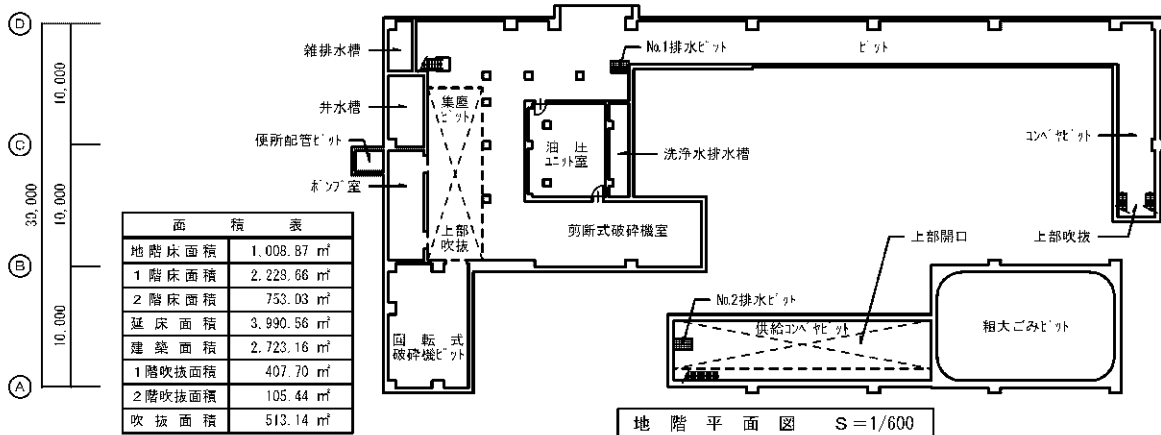 D
C
B
A
10,000
10,000
10,000
30,000
雑排水槽
井水槽
便所配管ピット
ポンプ室
集塵
ピット
上部
吹抜
回転式
破砕機ピット
No.1排水ピット
ピット
油圧
ユニット室
洗浄水排水槽
剪断式破砕機室
コンベヤピット
上部開口
上部吹抜
No.2排水ピット
供給コンベヤピット
粗大ごみピット
面積表
地階床面積 1,008.87 ㎡
1階床面積 2,228.66 ㎡
2階床面積 753.03 ㎡
延床面積 3,990.56 ㎡
建築面積 2,723.16 ㎡
1階吹抜面積 407.70 ㎡
2階吹抜面積 105.44 ㎡
吹抜面積 513.14 ㎡
地階平面図 S=1/600